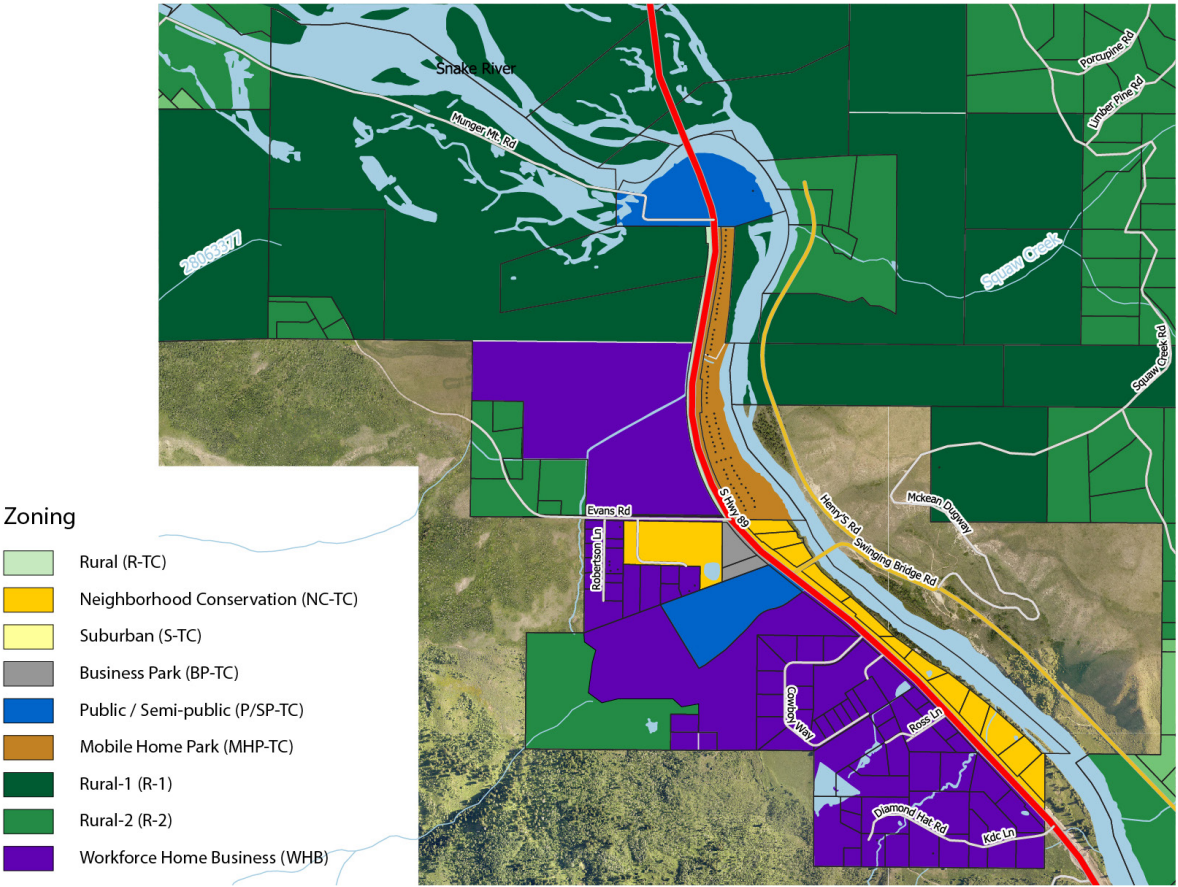 Snake River
Porcupine Rd
Limber Pine Rd
Munger Mt. Rd
28063377
Squaw Creek
Squaw Creek Rd
S Hwy 89
Henry'S Rd
Mckean Dugway
Evans Rd
Robertson Ln
Swinging Bridge Rd
Cowboy Way
Ross Ln
Diamond Hat Rd
Kdc Ln
Zoning
Rural (R-TC)
Neighborhood Conservation (NC-TC)
Suburban (S-TC)
Business Park (BP-TC)
Public / Semi-public (P/SP-TC)
Mobile Home Park (MHP-TC)
Rural-1 (R-1)
Rural-2 (R-2)
Workforce Home Business (WHB)